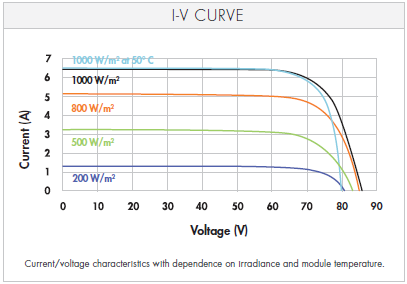 I-V CURVE
Current (A)
7
6
5
4
3
2
1
0
1000 W/m² at 50° C
1000 W/m²
800 W/m²
500 W/m²
200 W/m²
0 10 20 30 40 50 60 70 80 90
Voltage (V)
Current/voltage characteristics with dependence on irradiance and module temperature.